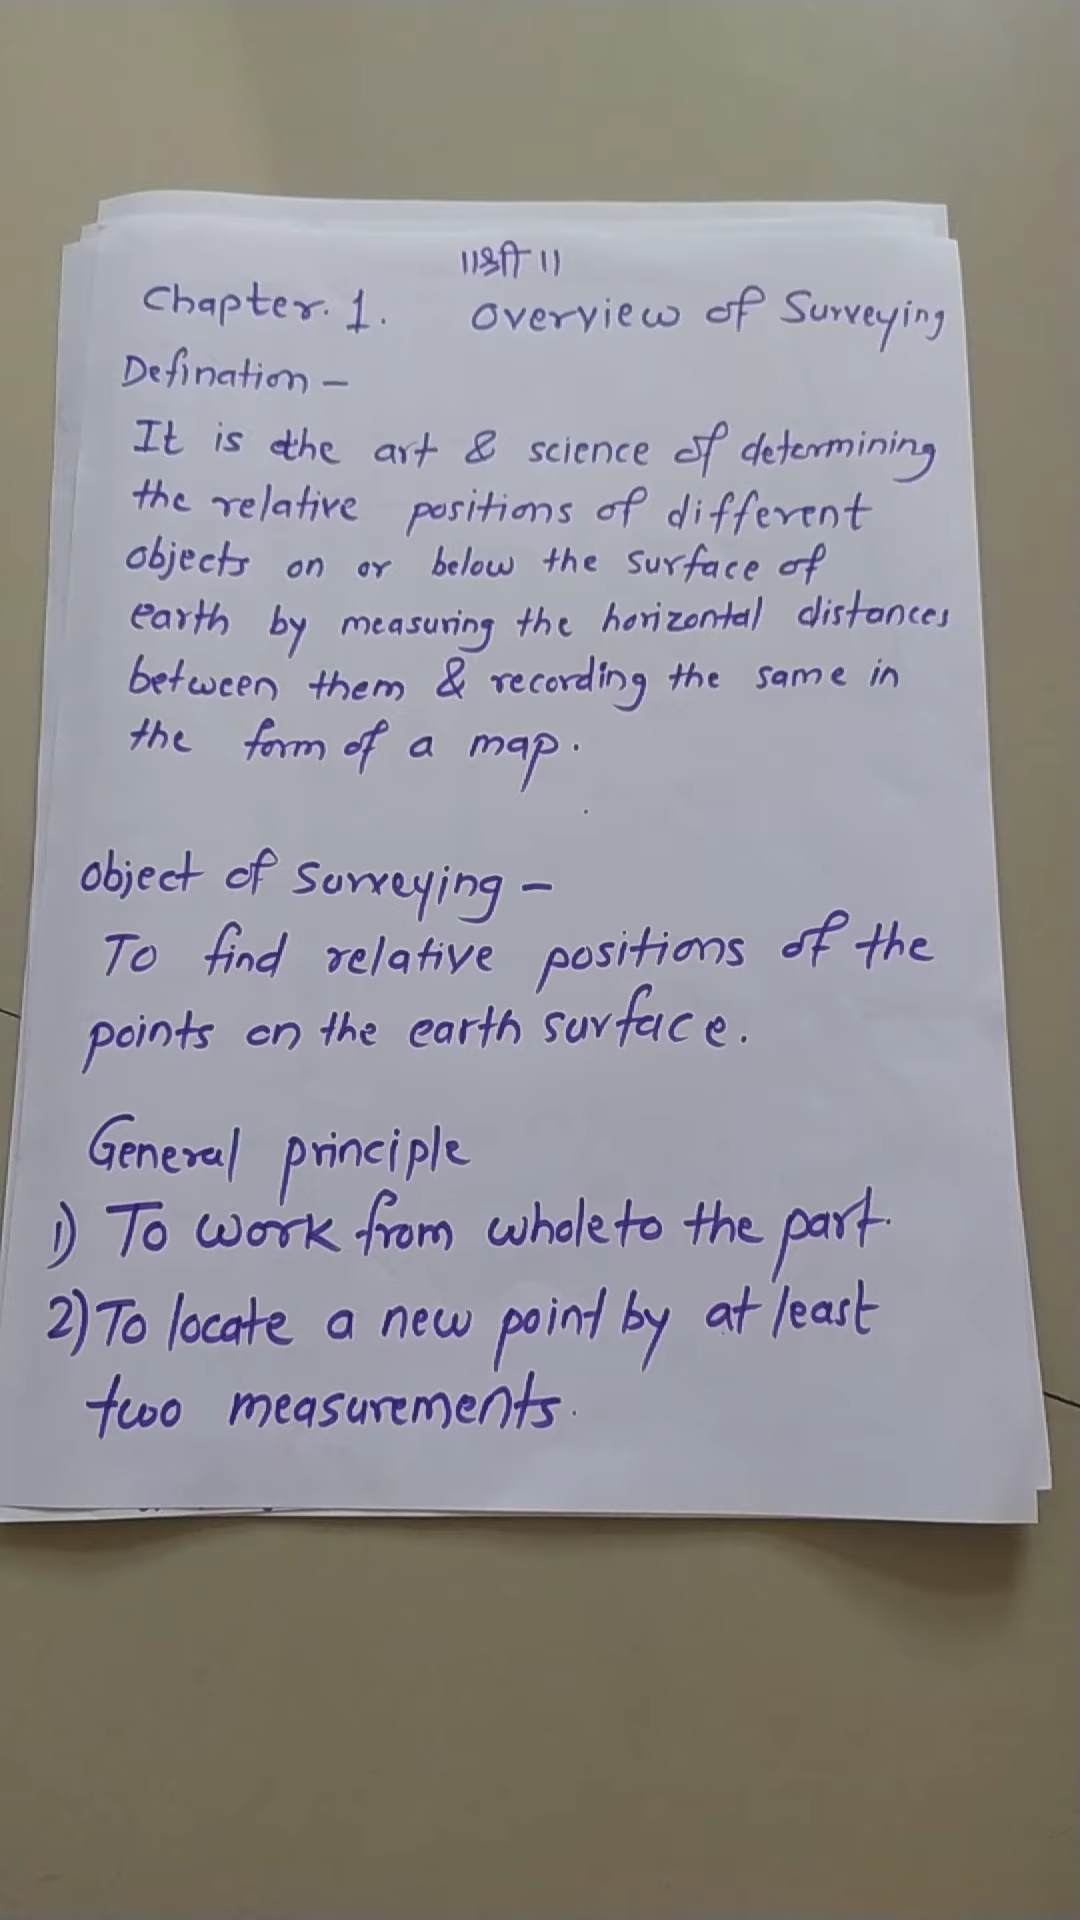 ॥श्री॥
Chapter. 1. Overview of Surveying
Defination -
It is the art & science of determining
the relative positions of different
objects on or below the surface of
earth by measuring the horizontal distances
between them & recording the same in
the form of a map.
Object of Surveying -
To find relative positions of the
points on the earth surface.
General principle
1) To work from whole to the part.
2) To locate a new point by at least
two measurements.